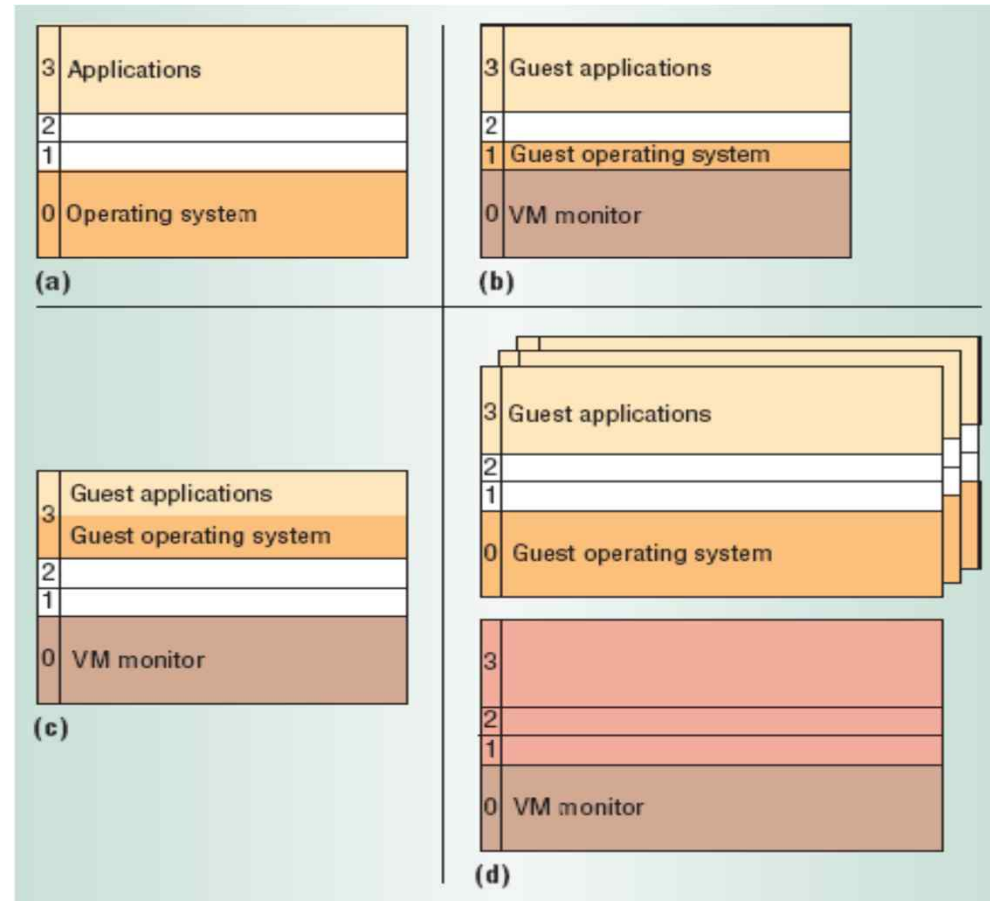 3 Applications
2
1
0 Operating system
(a)
3 Guest applications
2
1 Guest operating system
0 VM monitor
(b)
3 Guest applications
Guest operating system
2
1
0 VM monitor
(c)
3 Guest applications
2
1
0 Guest operating system
3
2
1
0 VM monitor
(d)